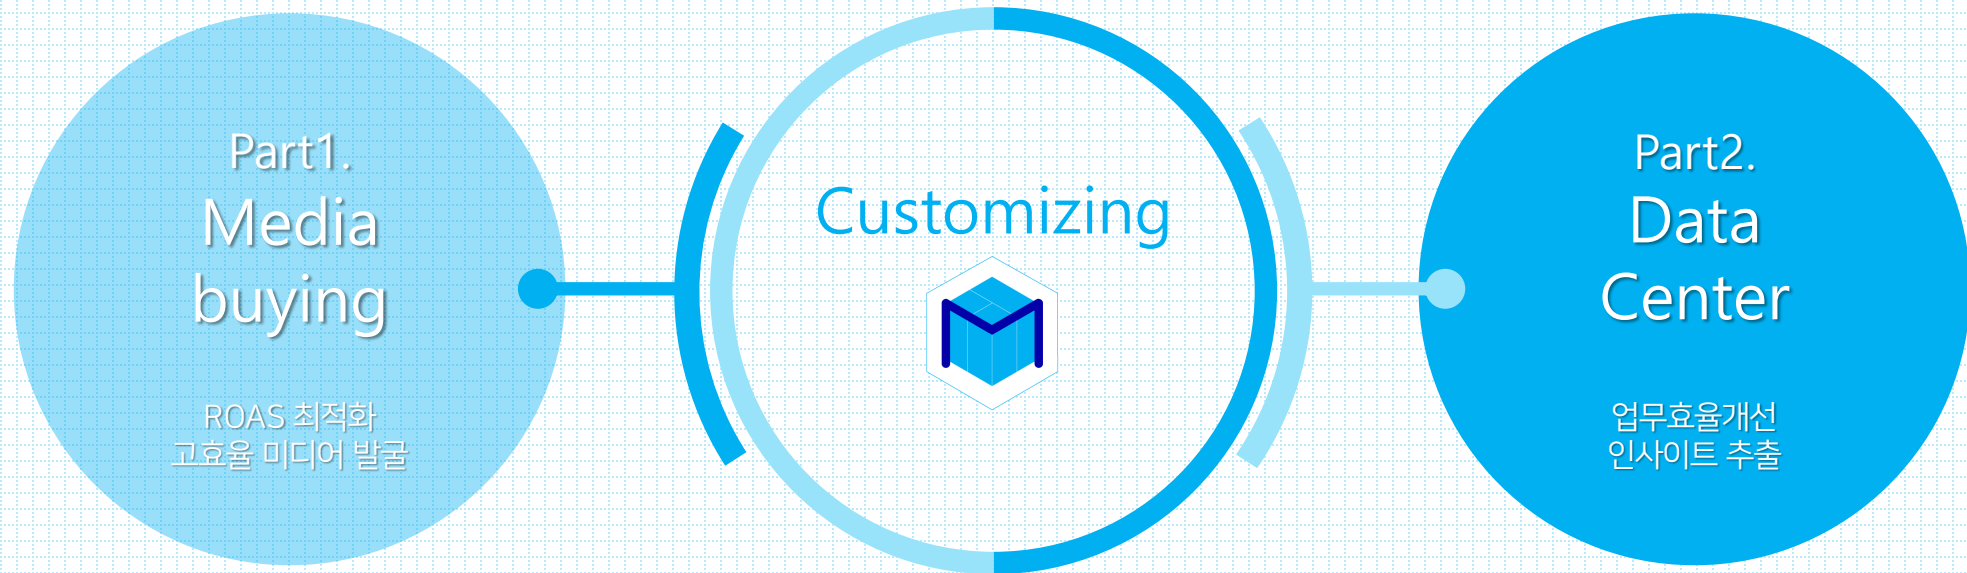 Part1.
Media
buying
ROAS 최적화
고효율 미디어 발굴
Customizing
Part2.
Data
Center
업무효율개선
인사이트 추출